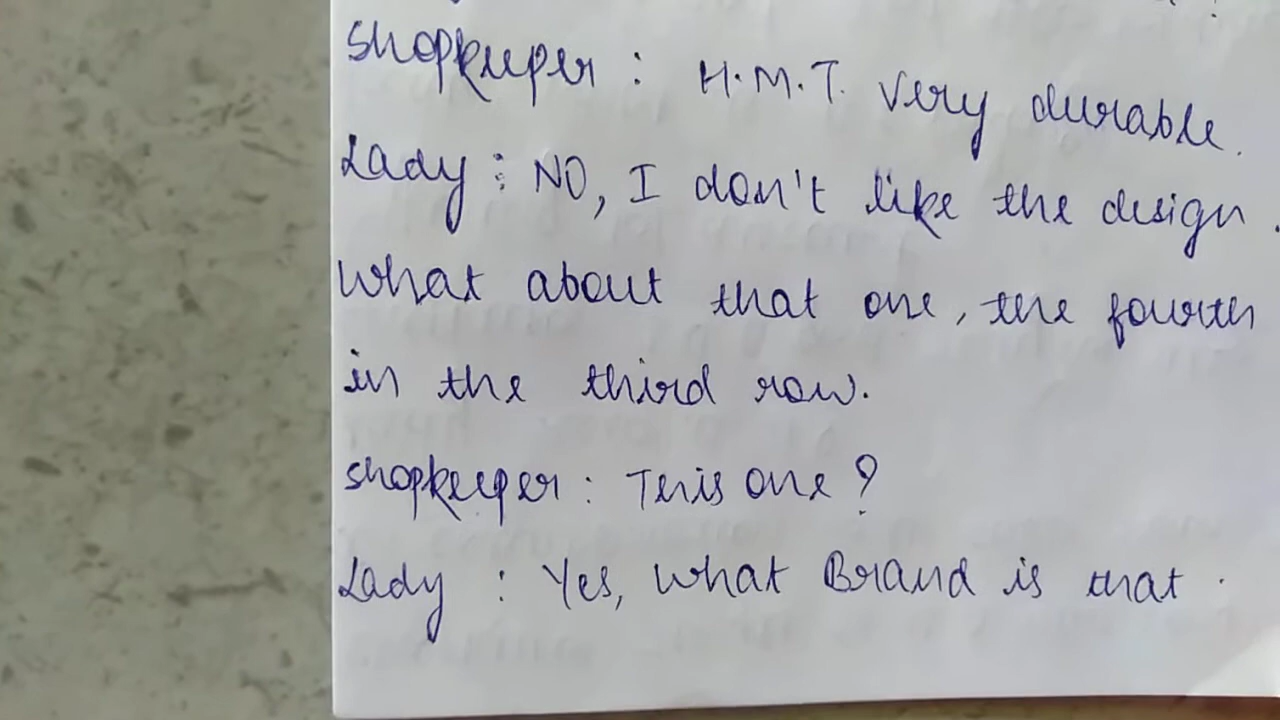 Shopkeeper : H.M.T. Very durable.
Lady : NO, I don't like the design.
What about that one, the fourth
in the third row.
Shopkeeper : This one ?
Lady : Yes, what Brand is that .